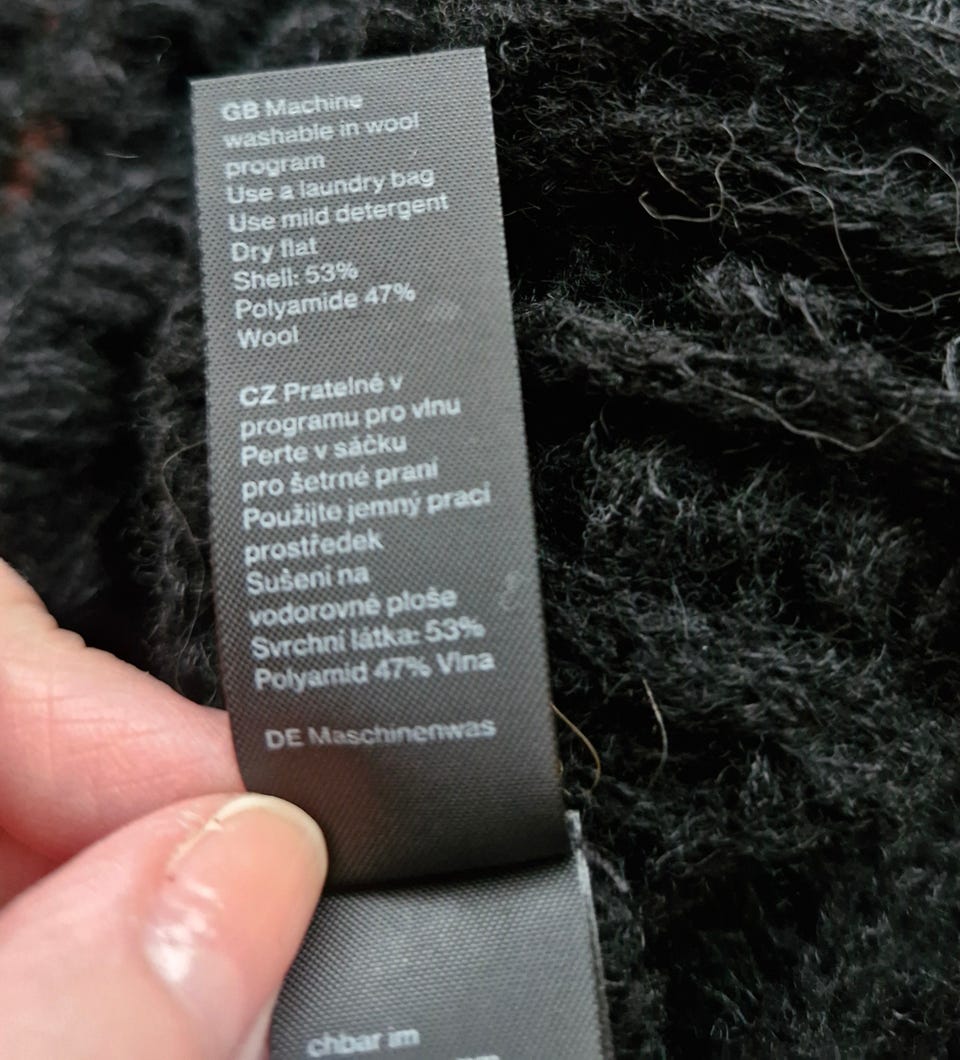 GB Machine
washable in wool
program
Use a laundry bag
Use mild detergent
Dry flat
Shell: 53%
Polyamide 47%
Wool
CZ Pratelné v
programu pro vlnu
Perte v sáčku
pro šetrné praní
Použijte jemný prací
prostředek
Sušení na
vodorovné ploše
Svrchní látka: 53%
Polyamid 47% Vlna
DE Maschinenwas
chbar im